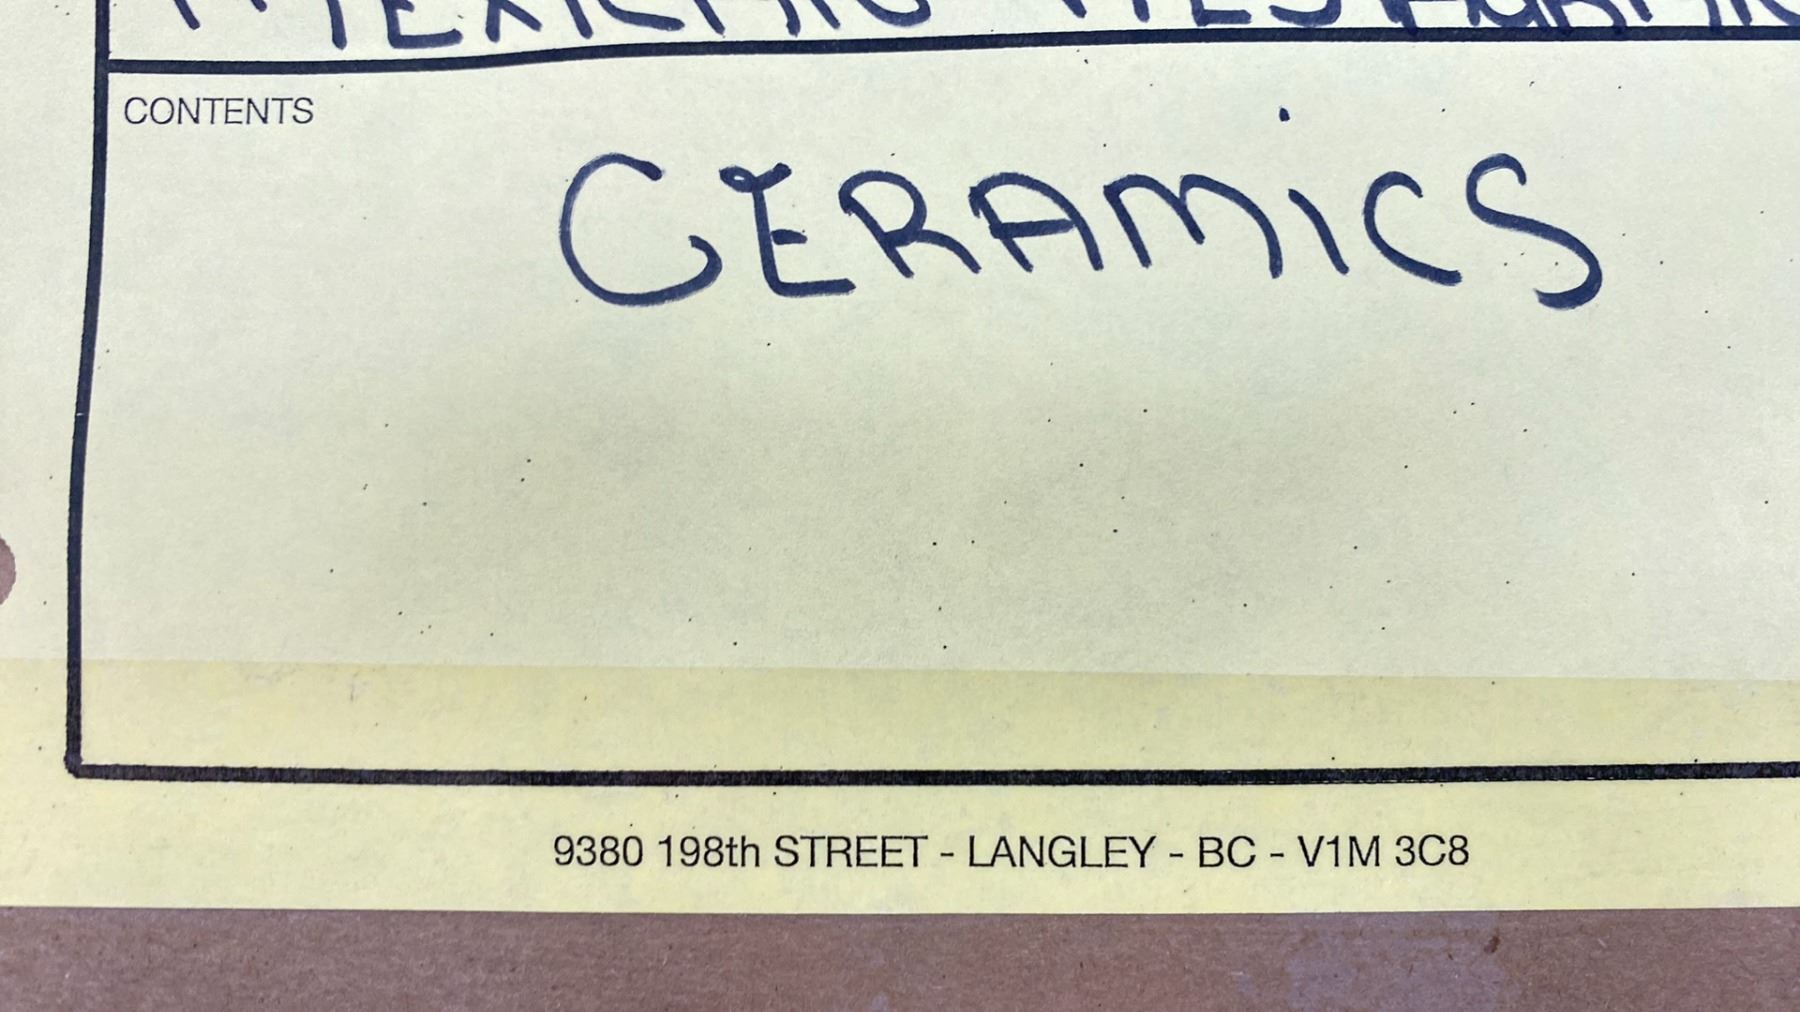 CONTENTS
CERAMICS
9380 198th STREET - LANGLEY - BC - V1M 3C8